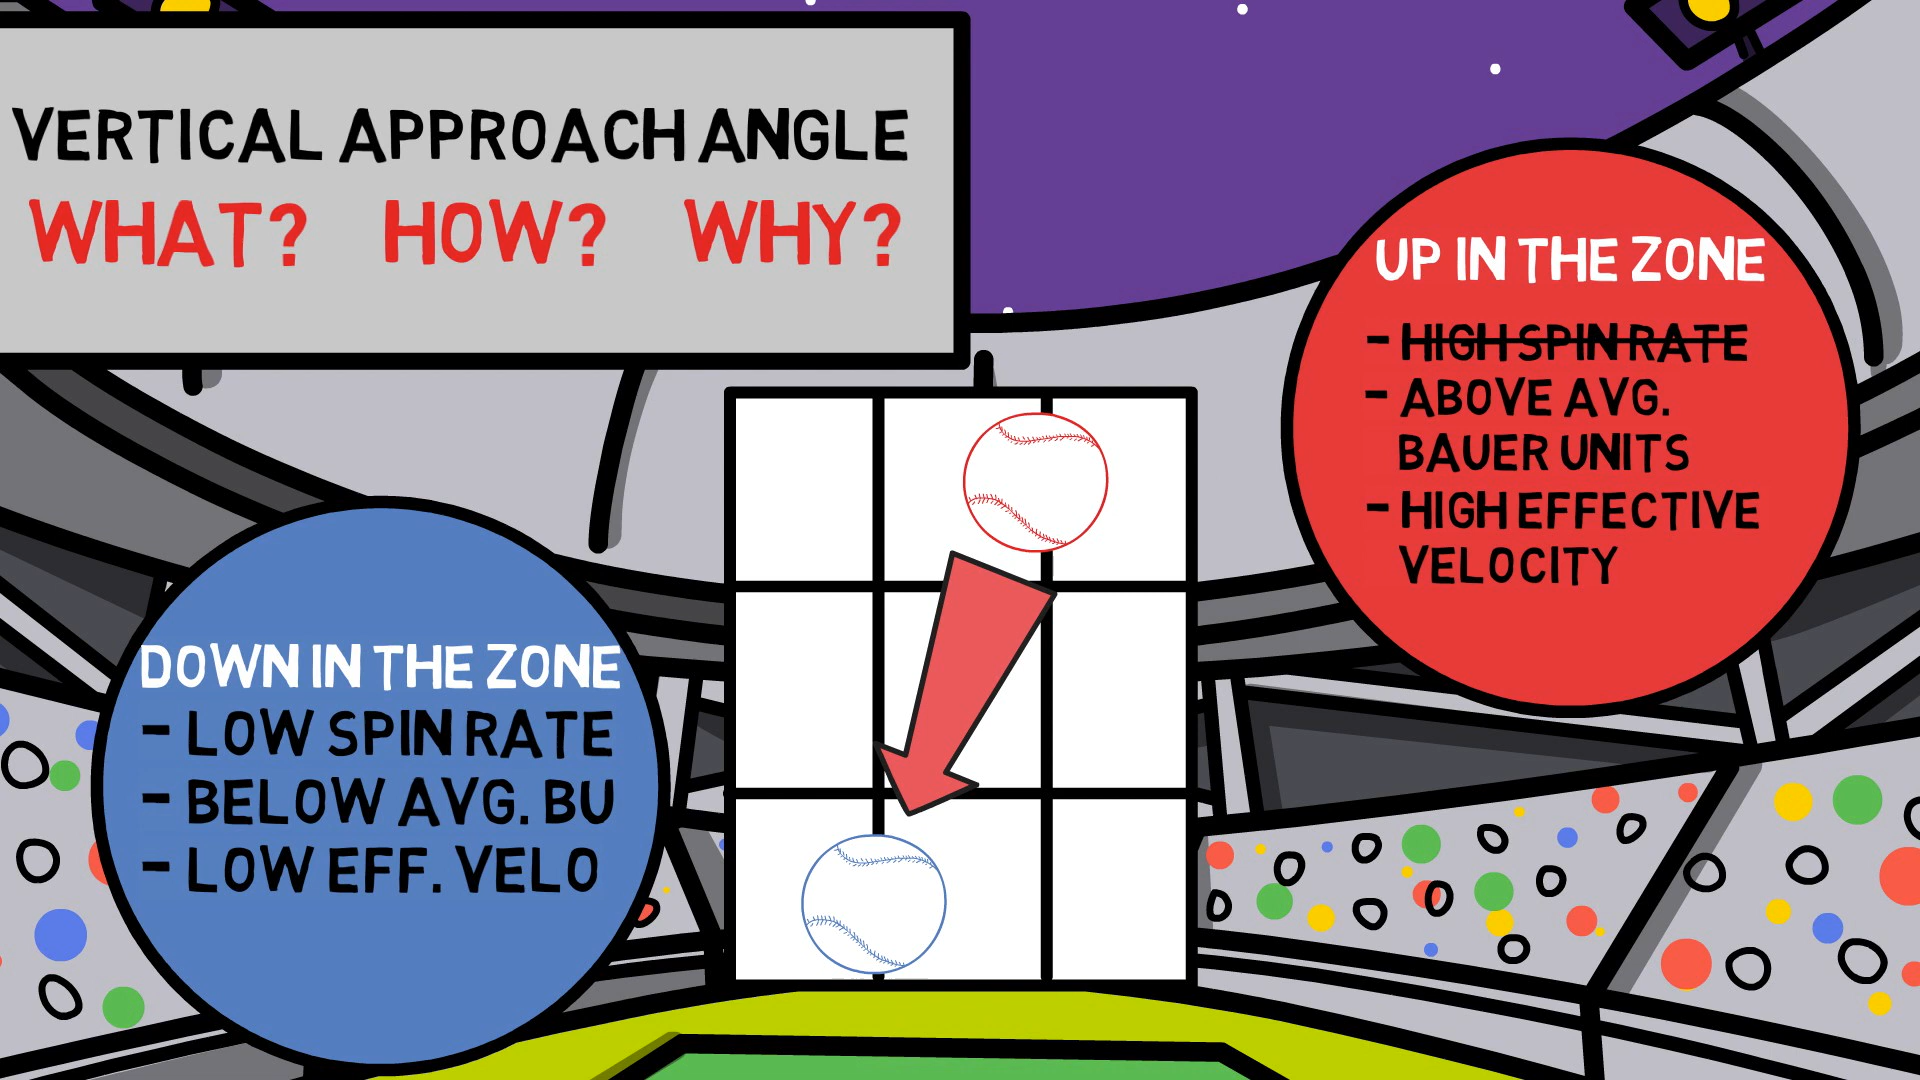 VERTICAL APPROACH ANGLE
WHAT? HOW? WHY?
UP IN THE ZONE
- HIGH SPIN RATE
- ABOVE AVG.
BAUER UNITS
- HIGH EFFECTIVE
VELOCITY
DOWN IN THE ZONE
- LOW SPIN RATE
- BELOW AVG. BU
- LOW EFF. VELO